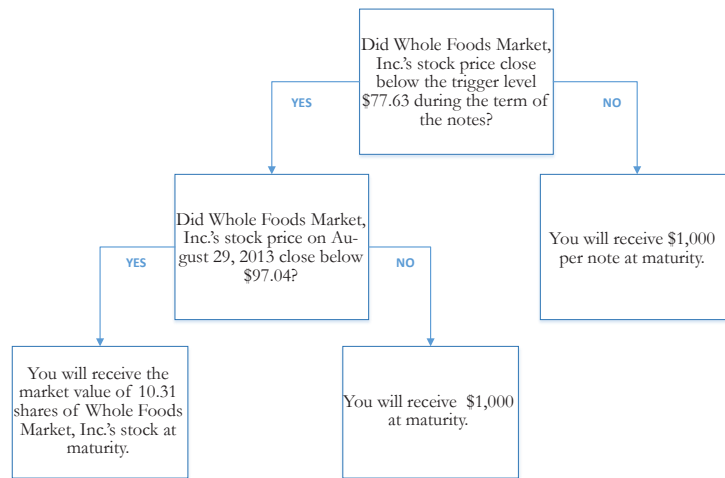 Did Whole Foods Market,
Inc.'s stock price close
below the trigger level
$77.63 during the term of
the notes?
YES
NO
Did Whole Foods Market,
Inc.'s stock price on Au-
gust 29, 2013 close below
$97.04?
You will receive $1,000
per note at maturity.
YES
NO
You will receive the
market value of 10.31
shares of Whole Foods
Market, Inc.'s stock at
maturity.
You will receive $1,000
at maturity.